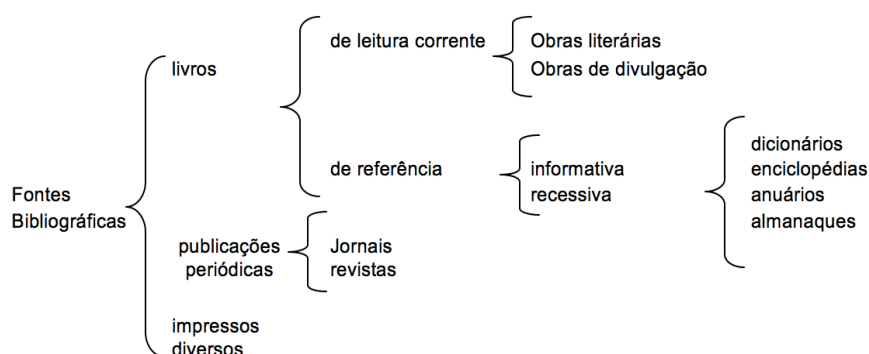 Fontes
Bibliográficas
livros
de leitura corrente
Obras literárias
Obras de divulgação
de referência
informativa
recessiva
dicionários
enciclopédias
anuários
almanaques
publicações
periódicas
Jornais
revistas
impressos
diversos